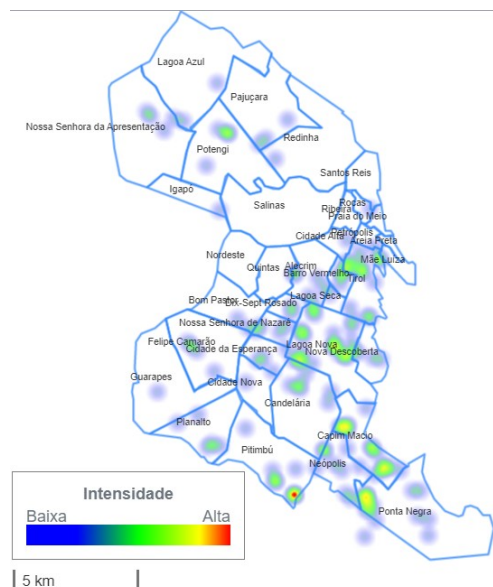 Lagoa Azul
Pajuçara
Nossa Senhora da Apresentação
Redinha
Potengi
Santos Reis
Igapó
Salinas
Rocas
Ribeira
Praia do Meio
Petrópolis
Cidade Alta
Areia Preta
Nordeste
Mãe Luiza
Quintas
Alecrim
Barro Vermelho
Tirol
Bom Pastor
Dix-Sept Rosado
Lagoa Seca
Nossa Senhora de Nazaré
Felipe Camarão
Lagoa Nova
Cidade da Esperança
Nova Descoberta
Guarapes
Cidade Nova
Candelária
Planalto
Capim Macio
Pitimbú
Neópolis
Ponta Negra
Intensidade
Baixa Alta
5 km